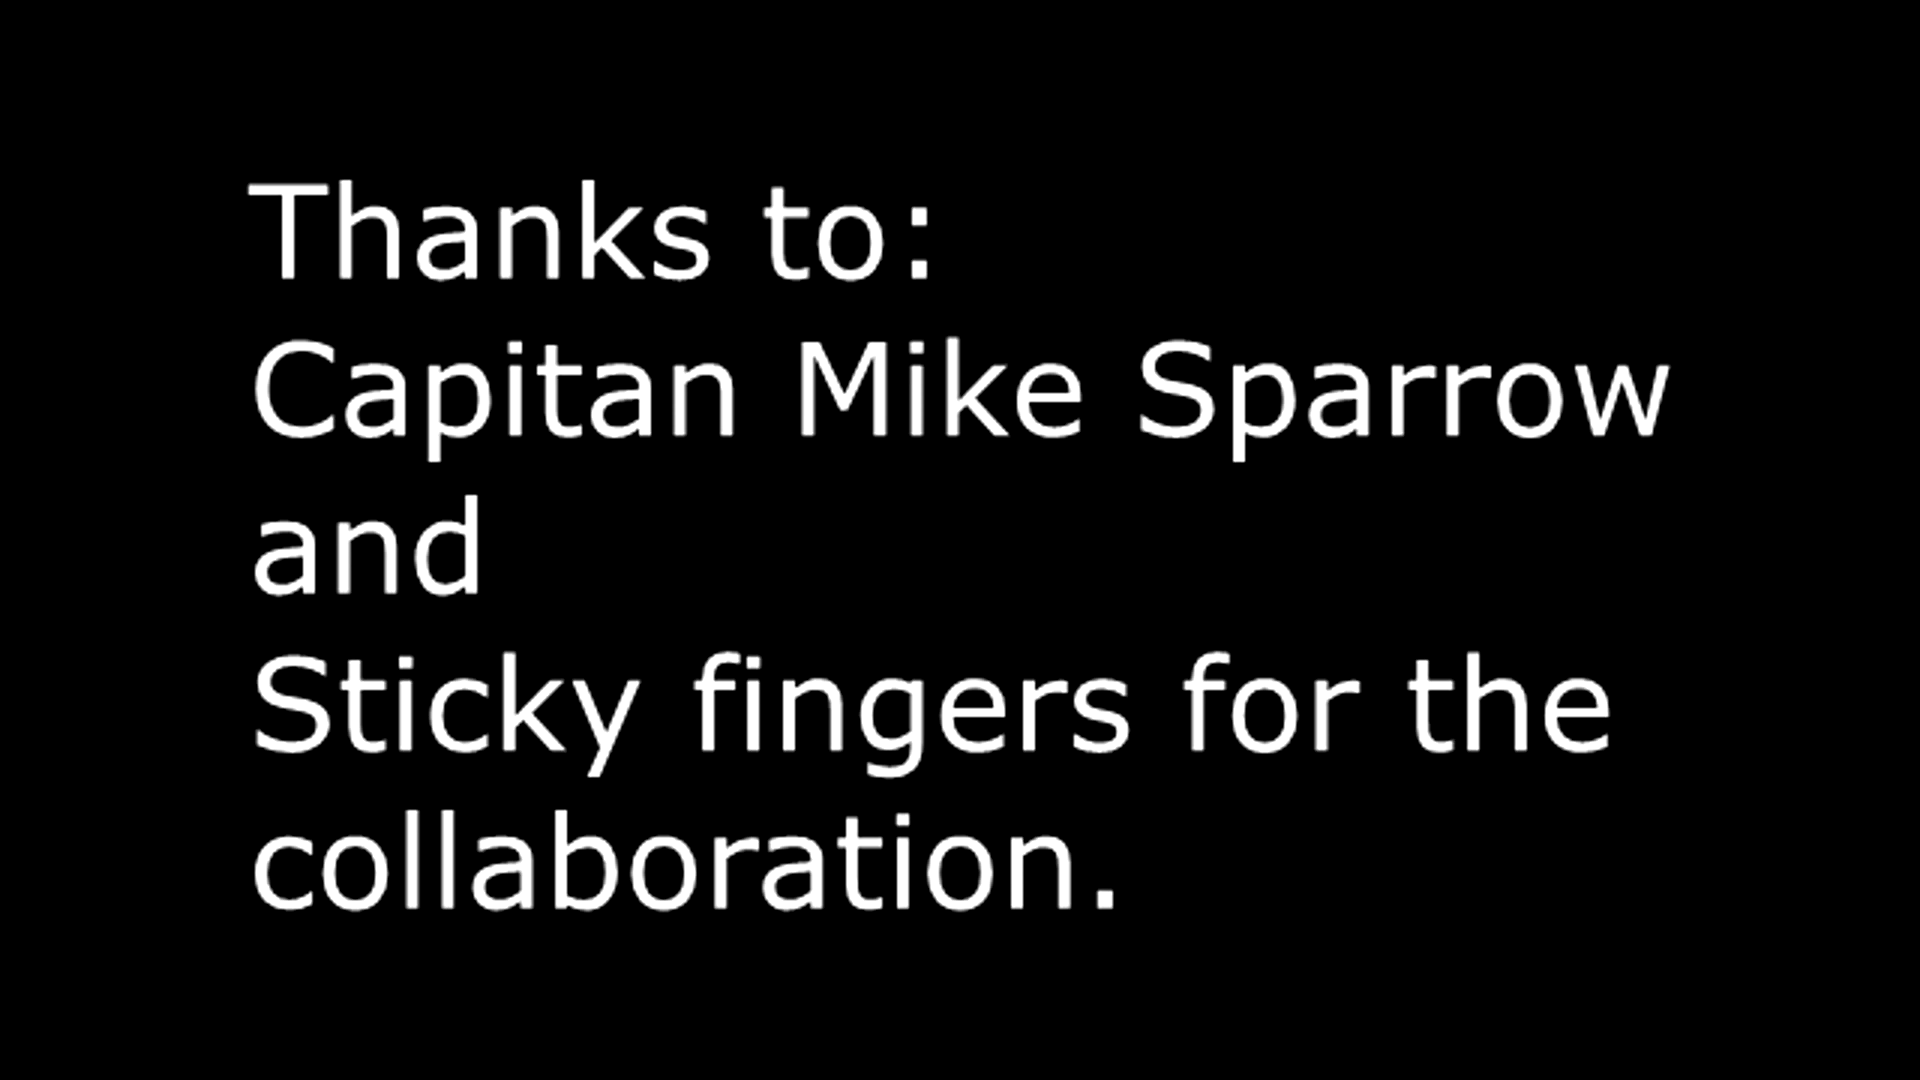 Thanks to:
Capitan Mike Sparrow
and
Sticky fingers for the
collaboration.